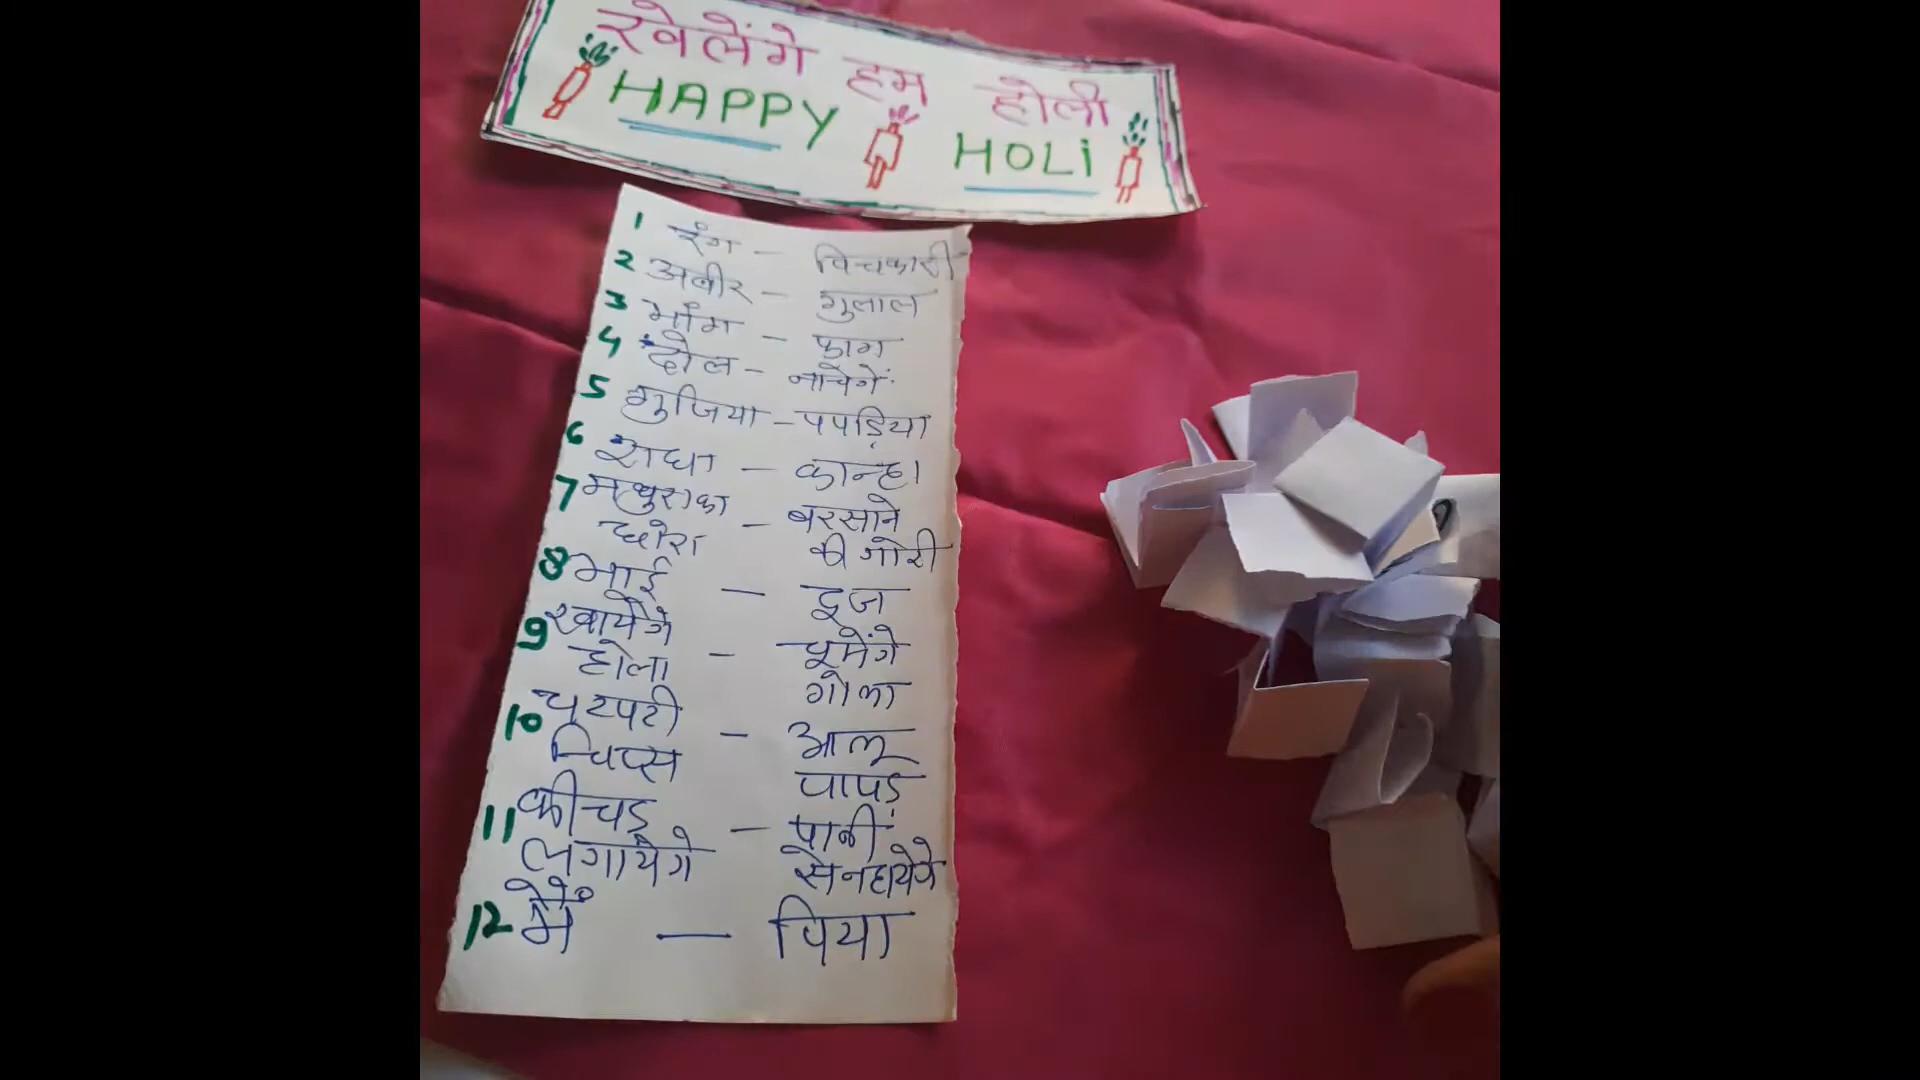 खेलेंगे हम होली
HAPPY HOLi
1 रंग - पिचकारी
2 अबीर - गुलाल
3 भाँग - फाग
4 ढोल - नाचेगें
5 गुजिया - पपड़िया
6 राधा - कान्हा
7 मथुरा का - बरसाने
छोरा की गोरी
8 भाई - दूज
9 खायेंगे - घूमेंगे
होला गोला
10 चटपटी - आलू
चिप्स पापड़
11 कीचड़ - पानी
लगायेगे से नहायेगे
12 मैं - पिया